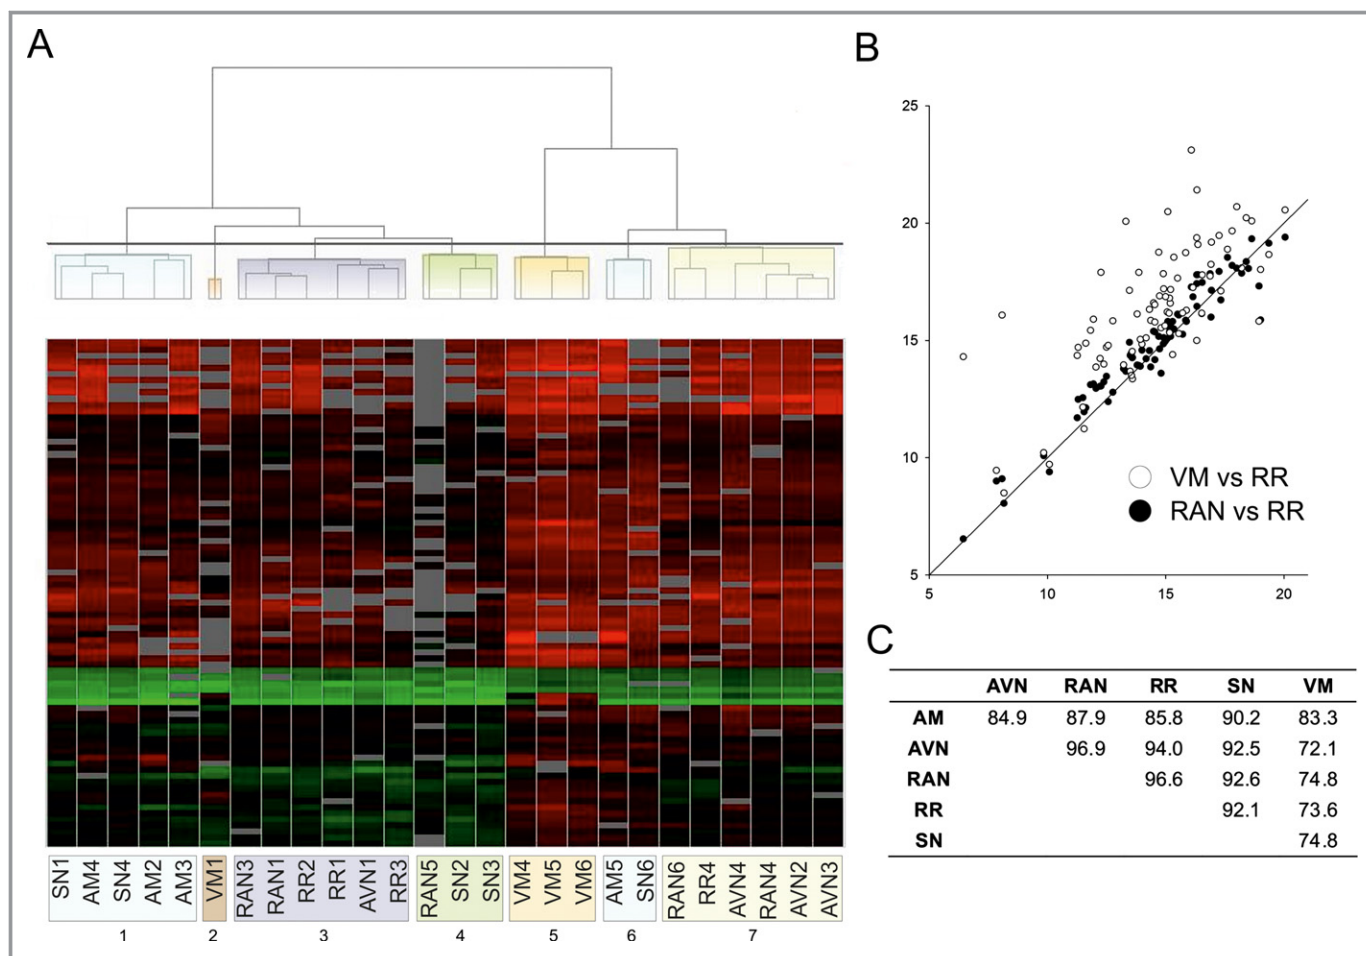 A
SN1 AM4 SN4 AM2 AM3 VM1 RAN3 RAN1 RR2 RR1 AVN1 RR3 RAN5 SN2 SN3 VM4 VM5 VM6 AM5 SN6 RAN6 RR4 AVN4 RAN4 AVN2 AVN3
1 2 3 4 5 6 7
B
25
20
15
10
5
5 10 15 20
VM vs RR
RAN vs RR
C
AVN RAN RR SN VM
AM 84.9 87.9 85.8 90.2 83.3
AVN 96.9 94.0 92.5 72.1
RAN 96.6 92.6 74.8
RR 92.1 73.6
SN 74.8